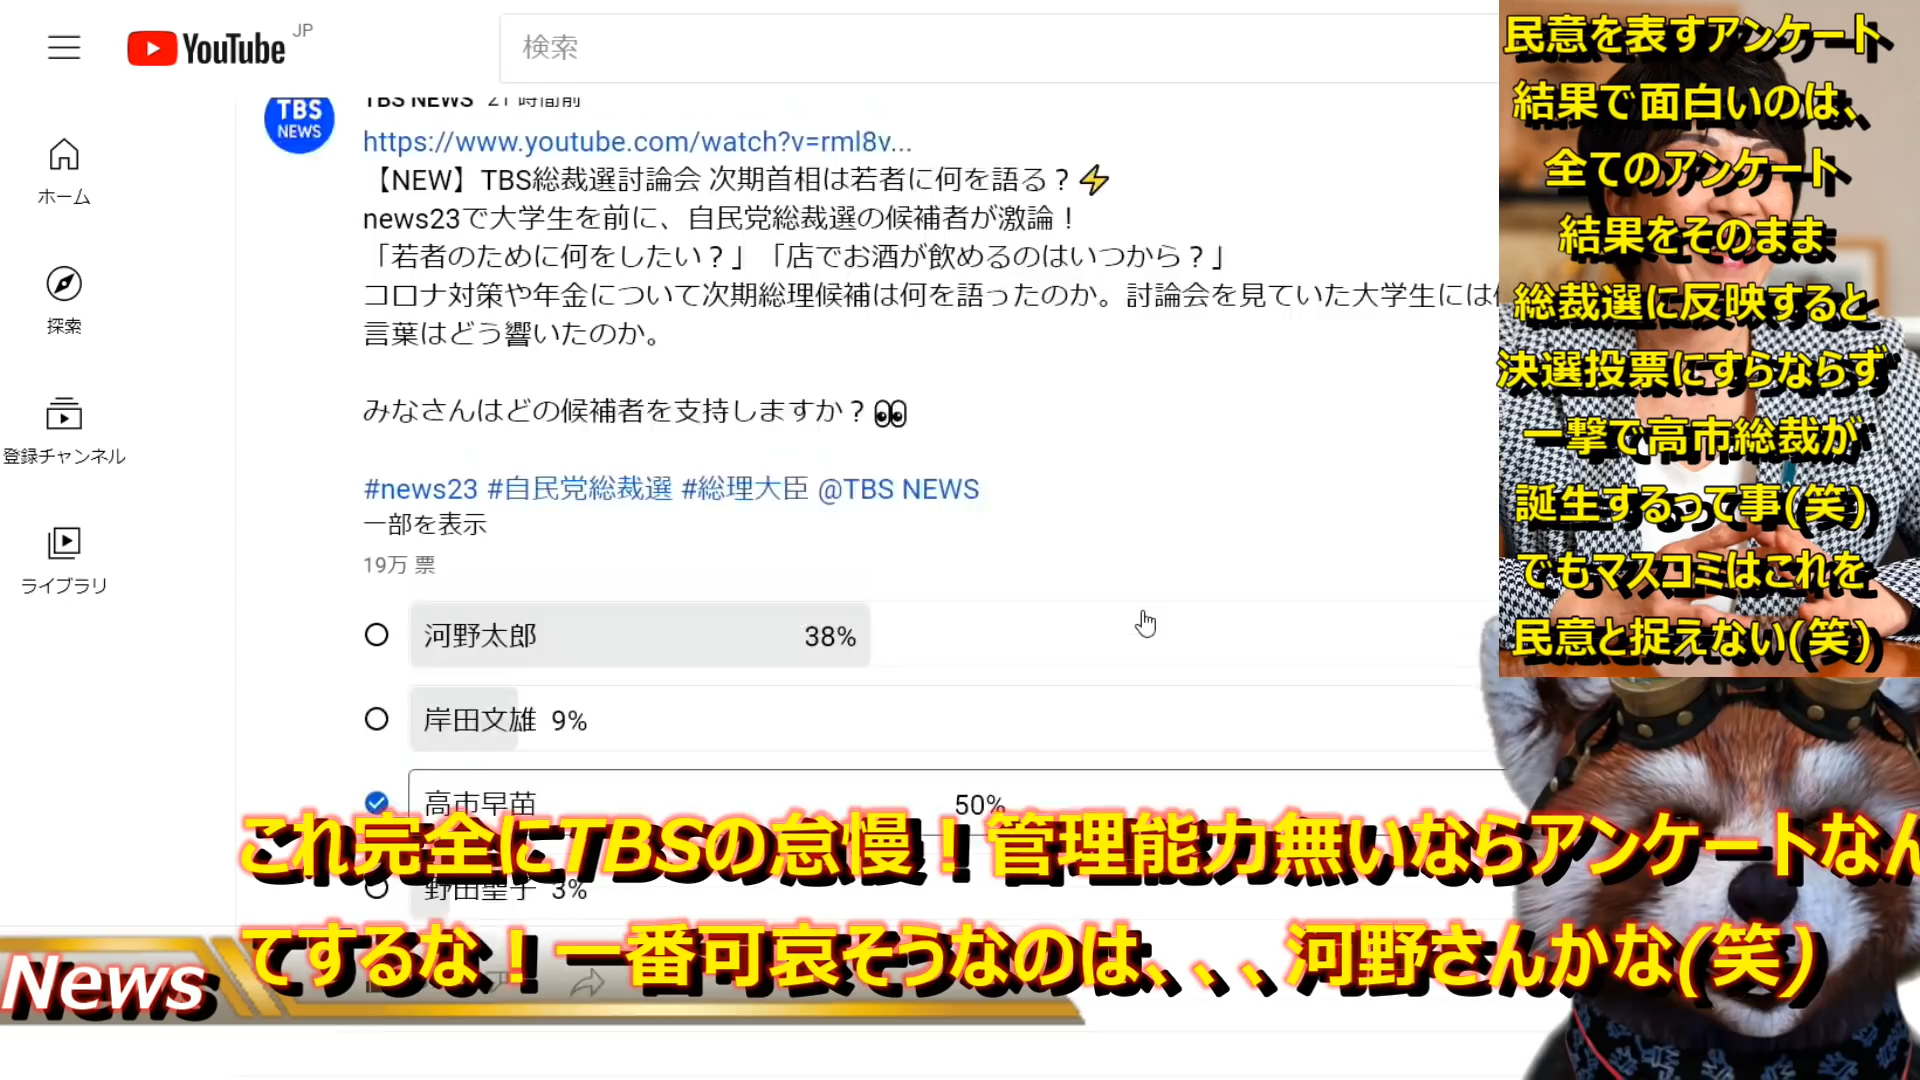 YouTube JP
検索
ホーム
探索
登録チャンネル
ライブラリ
TBS NEWS
TBS NEWS 21 時間前
https://www.youtube.com/watch?v=rml8v...
【NEW】TBS総裁選討論会 次期首相は若者に何を語る？⚡
news23で大学生を前に、自民党総裁選の候補者が激論！
「若者のために何をしたい？」「店でお酒が飲めるのはいつから？」
コロナ対策や年金について次期総理候補は何を語ったのか。討論会を見ていた大学生には
言葉はどう響いたのか。
みなさんはどの候補者を支持しますか？👀
#news23 #自民党総裁選 #総理大臣 @TBS NEWS
一部を表示
19万 票
河野太郎 38%
岸田文雄 9%
高市早苗 50%
野田聖子 3%
民意を表すアンケート
結果で面白いのは、
全てのアンケート
結果をそのまま
総裁選に反映すると
決選投票にすらならず
一撃で高市総裁が
誕生するって事(笑)
でもマスコミはこれを
民意と捉えない(笑)
これ完全にTBSの怠慢！管理能力無いならアンケートなん
てするな！一番可哀そうなのは、、、河野さんかな(笑)
News